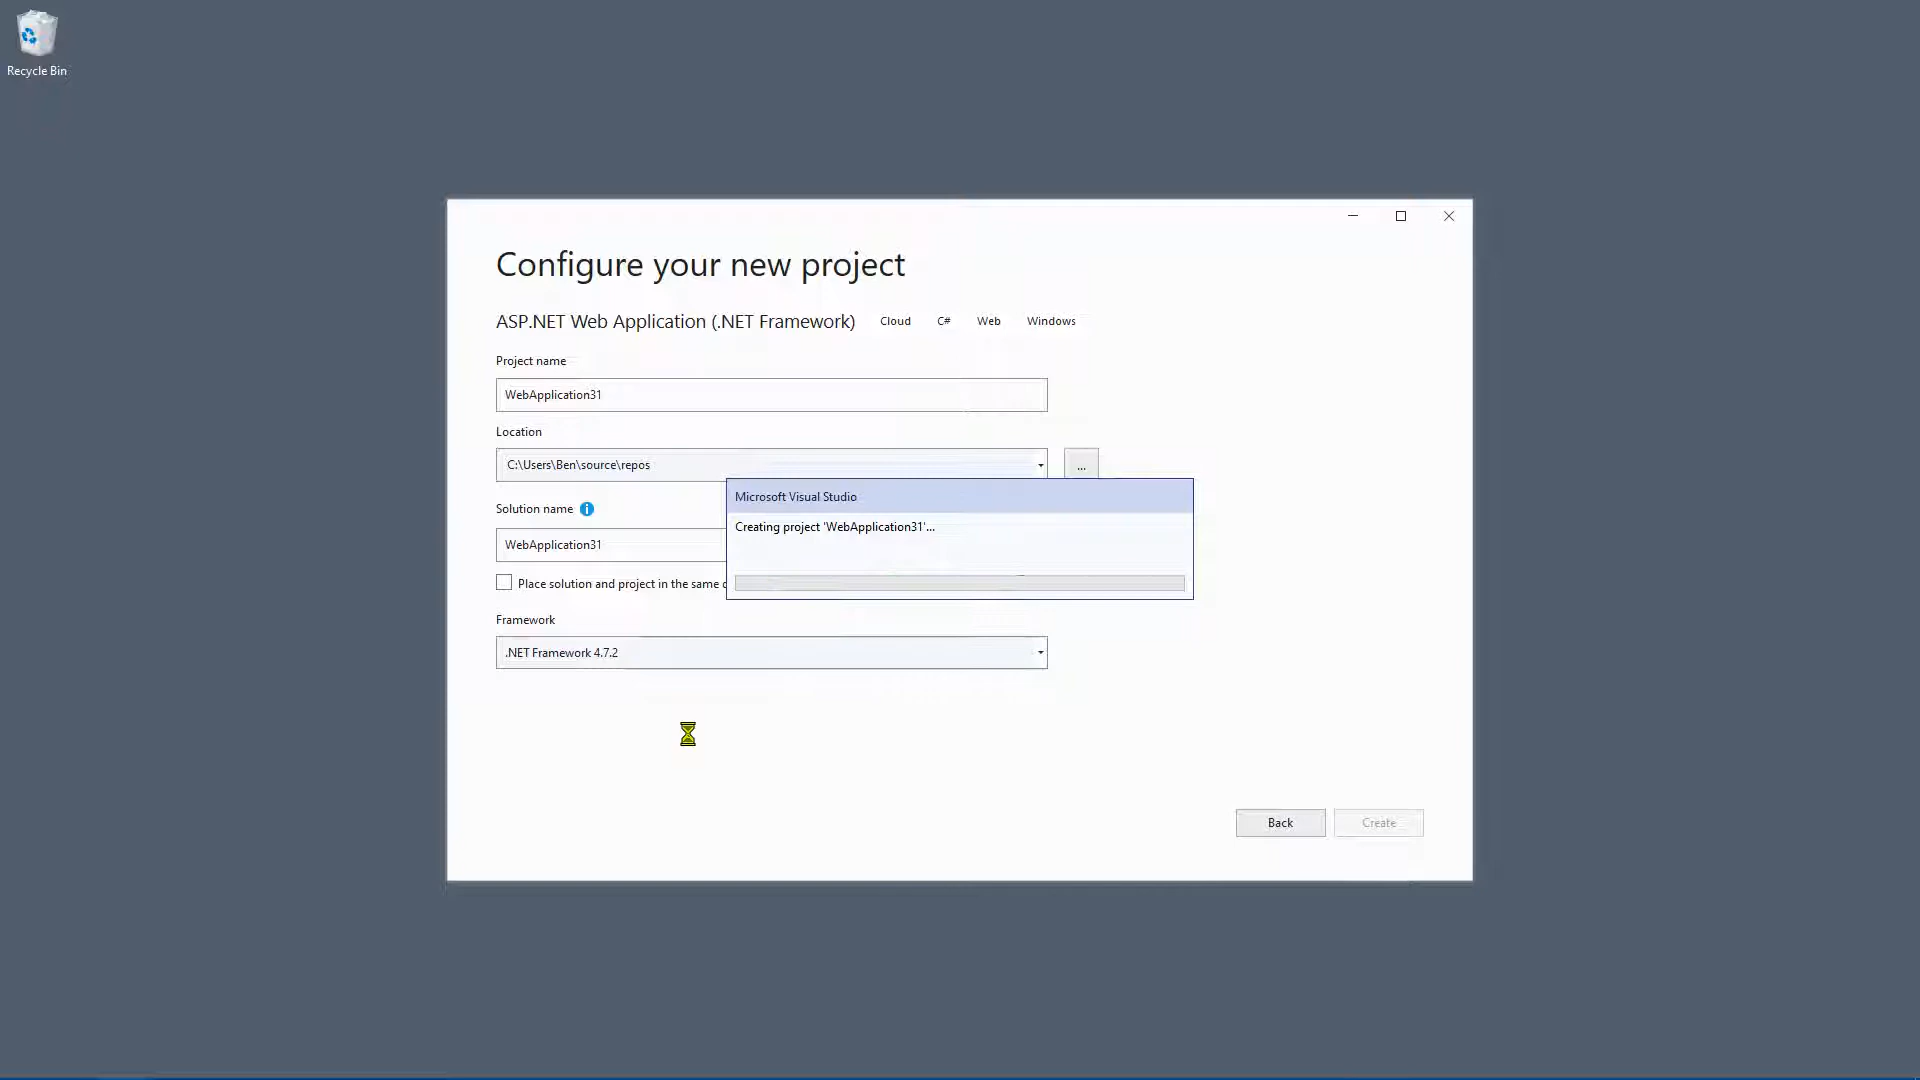 Recycle Bin
Configure your new project
ASP.NET Web Application (.NET Framework) Cloud C# Web Windows
Project name
WebApplication31
Location
C:\Users\Ben\source\repos
...
Solution name
WebApplication31
Place solution and project in the same
Microsoft Visual Studio
Creating project 'WebApplication31'...
Framework
.NET Framework 4.7.2
Back Create